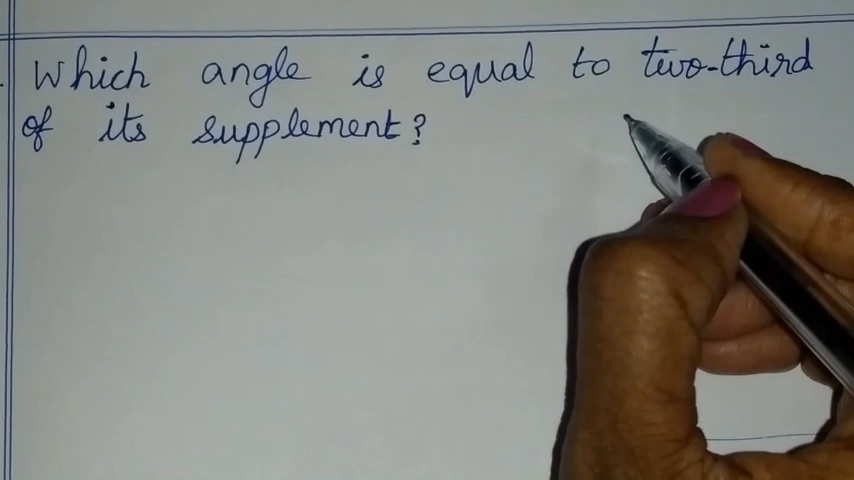 Which angle is equal to two-third
of its supplement?